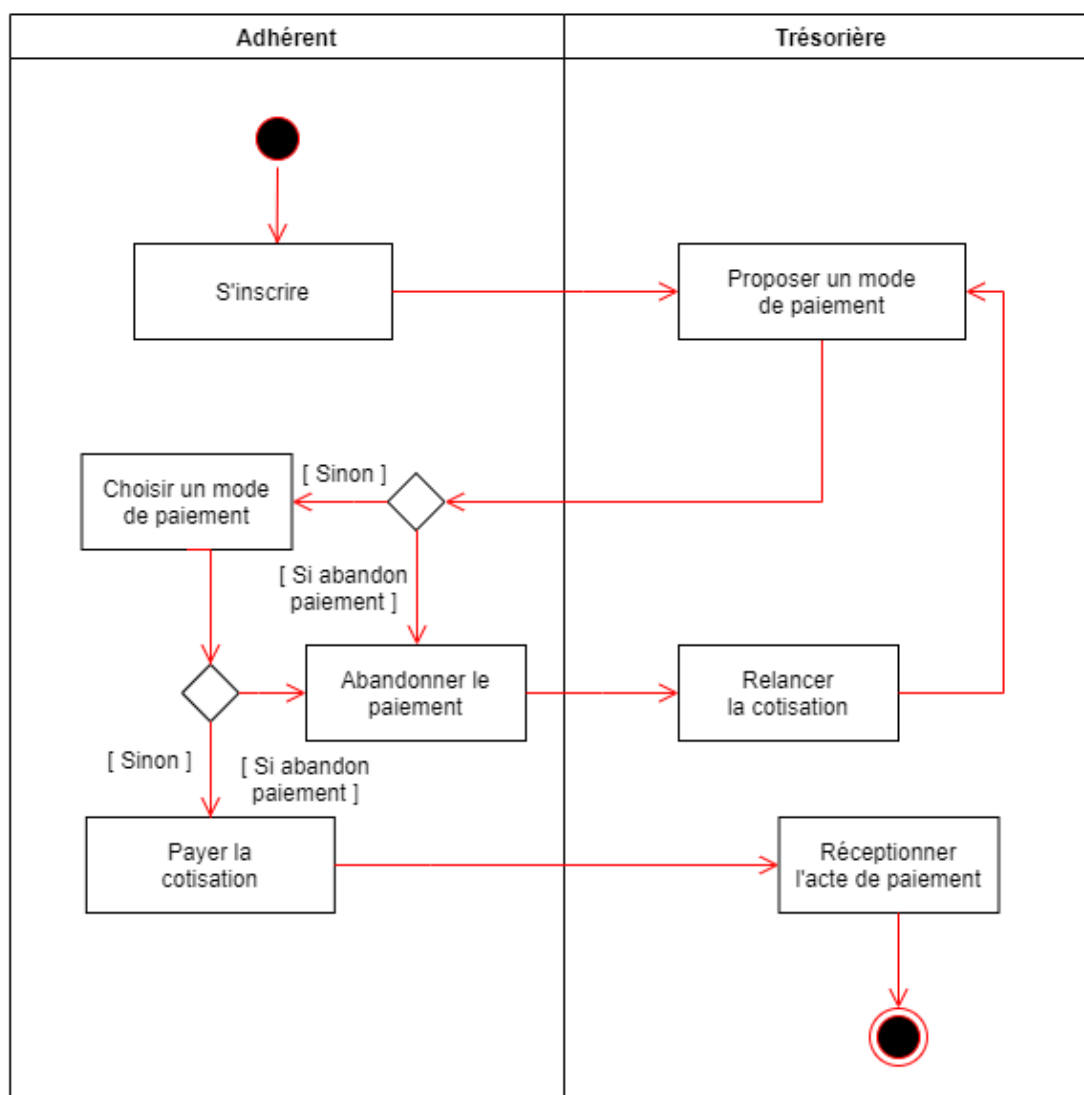 Adhérent
Trésorière
S'inscrire
Proposer un mode
de paiement
Choisir un mode
de paiement
[ Sinon ]
[ Si abandon
paiement ]
Abandonner le
paiement
Relancer
la cotisation
[ Sinon ]
[ Si abandon
paiement ]
Payer la
cotisation
Réceptionner
l'acte de paiement